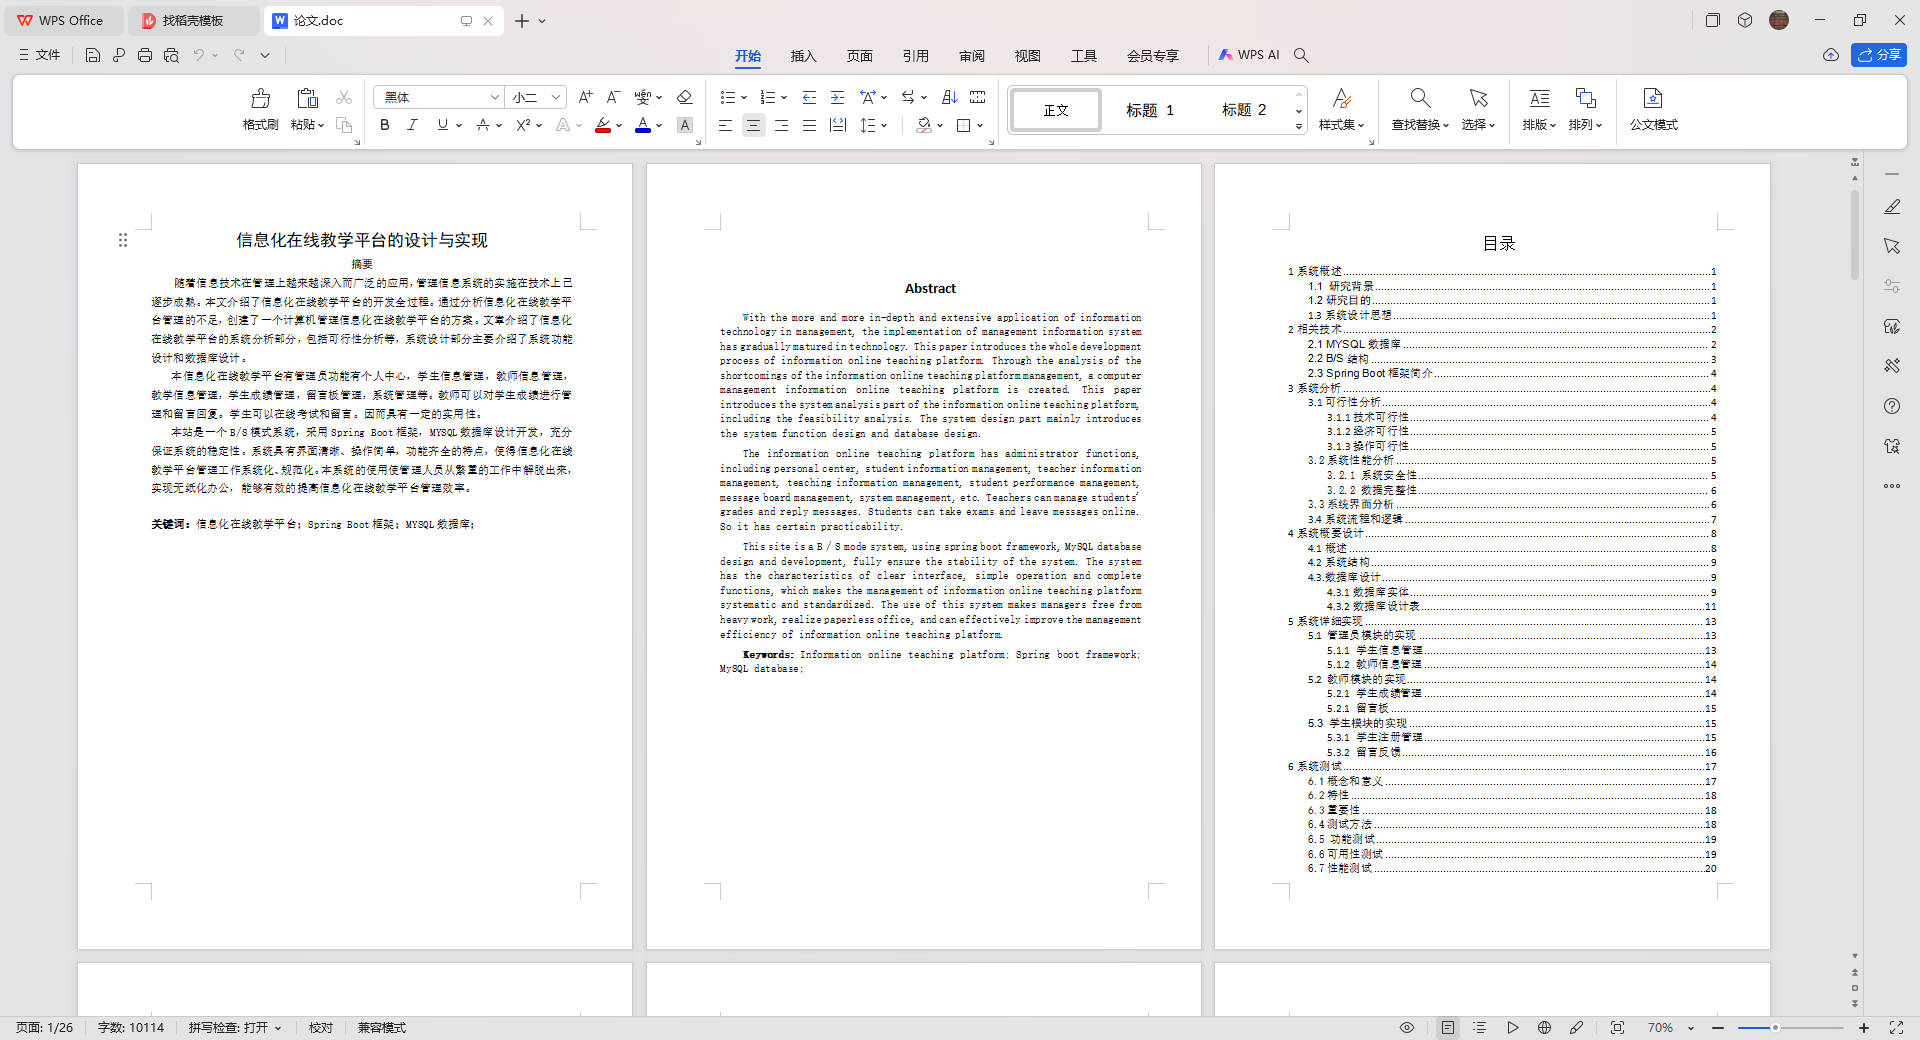 WPS Office
找稻壳模板
论文.doc
文件
开始 插入 页面 引用 审阅 视图 工具 会员专享 WPS AI
分享
格式刷 粘贴
黑体 小二
正文 标题 1 标题 2
样式集 查找替换 选择 排版 排列 公文模式
信息化在线教学平台的设计与实现
摘要
随着信息技术在管理上越来越深入而广泛的应用,管理信息系统的实施在技术上已
逐步成熟。本文介绍了信息化在线教学平台的开发全过程。通过分析信息化在线教学平
台管理的不足,创建了一个计算机管理信息化在线教学平台的方案。文章介绍了信息化
在线教学平台的系统分析部分,包括可行性分析等,系统设计部分主要介绍了系统功能
设计和数据库设计。
本信息化在线教学平台有管理员功能有个人中心,学生信息管理,教师信息管理,
教学信息管理,学生成绩管理,留言板管理,系统管理等。教师可以对学生成绩进行管
理和留言回复。学生可以在线考试和留言。因而具有一定的实用性。
本站是一个B/S模式系统,采用Spring Boot框架,MYSQL数据库设计开发,充分
保证系统的稳定性。系统具有界面清晰、操作简单,功能齐全的特点,使得信息化在线
教学平台管理工作系统化、规范化。本系统的使用使管理人员从繁重的工作中解脱出来,
实现无纸化办公,能够有效的提高信息化在线教学平台管理效率。
关键词:信息化在线教学平台;Spring Boot框架;MYSQL数据库;
Abstract
With the more and more in-depth and extensive application of information
technology in management, the implementation of management information system
has gradually matured in technology. This paper introduces the whole development
process of information online teaching platform. Through the analysis of the
shortcomings of the information online teaching platform management, a computer
management information online teaching platform is created. This paper
introduces the system analysis part of the information online teaching platform,
including the feasibility analysis. The system design part mainly introduces
the system function design and database design.
The information online teaching platform has administrator functions,
including personal center, student information management, teacher information
management, teaching information management, student performance management,
message board management, system management, etc. Teachers can manage students'
grades and reply messages. Students can take exams and leave messages online.
So it has certain practicability.
This site is a B / S mode system, using spring boot framework, MySQL database
design and development, fully ensure the stability of the system. The system
has the characteristics of clear interface, simple operation and complete
functions, which makes the management of information online teaching platform
systematic and standardized. The use of this system makes managers free from
heavy work, realize paperless office, and can effectively improve the management
efficiency of information online teaching platform.
Keywords: Information online teaching platform; Spring boot framework;
MySQL database;
目录
1 系统概述 1
1.1 研究背景 1
1.2研究目的 1
1.3系统设计思想 1
2 相关技术 2
2.1 MYSQL数据库 2
2.2 B/S结构 3
2.3 Spring Boot框架简介 4
3 系统分析 4
3.1可行性分析 4
3.1.1技术可行性 4
3.1.2经济可行性 5
3.1.3操作可行性 5
3.2系统性能分析 5
3.2.1 系统安全性 5
3.2.2 数据完整性 6
3.3系统界面分析 6
3.4系统流程和逻辑 7
4 系统概要设计 8
4.1 概述 8
4.2 系统结构 9
4.3.数据库设计 9
4.3.1 数据库实体 9
4.3.2 数据库设计表 11
5 系统详细实现 13
5.1 管理员模块的实现 13
5.1.1 学生信息管理 13
5.1.2 教师信息管理 14
5.2 教师模块的实现 14
5.2.1 学生成绩管理 14
5.2.1 留言板 15
5.3 学生模块的实现 15
5.3.1 学生注册管理 15
5.3.2 留言反馈 16
6 系统测试 17
6.1概念和意义 17
6.2特性 18
6.3重要性 18
6.4测试方法 18
6.5 功能测试 19
6.6可用性测试 19
6.7性能测试 20
页面: 1/26 字数: 10114 拼写检查: 打开 校对 兼容模式
70%